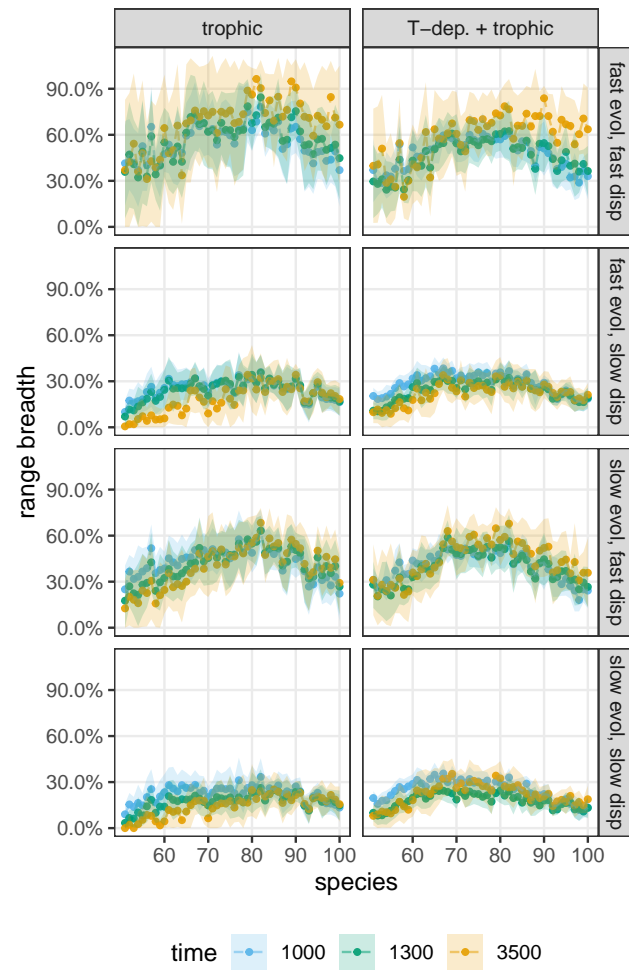 trophic
T−dep. + trophic
90.0%
60.0%
30.0%
0.0%
fast evol, fast disp
90.0%
60.0%
30.0%
0.0%
fast evol, slow disp
90.0%
60.0%
30.0%
0.0%
slow evol, fast disp
90.0%
60.0%
30.0%
0.0%
slow evol, slow disp
range breadth
60 70 80 90 100
60 70 80 90 100
species
time 1000 1300 3500